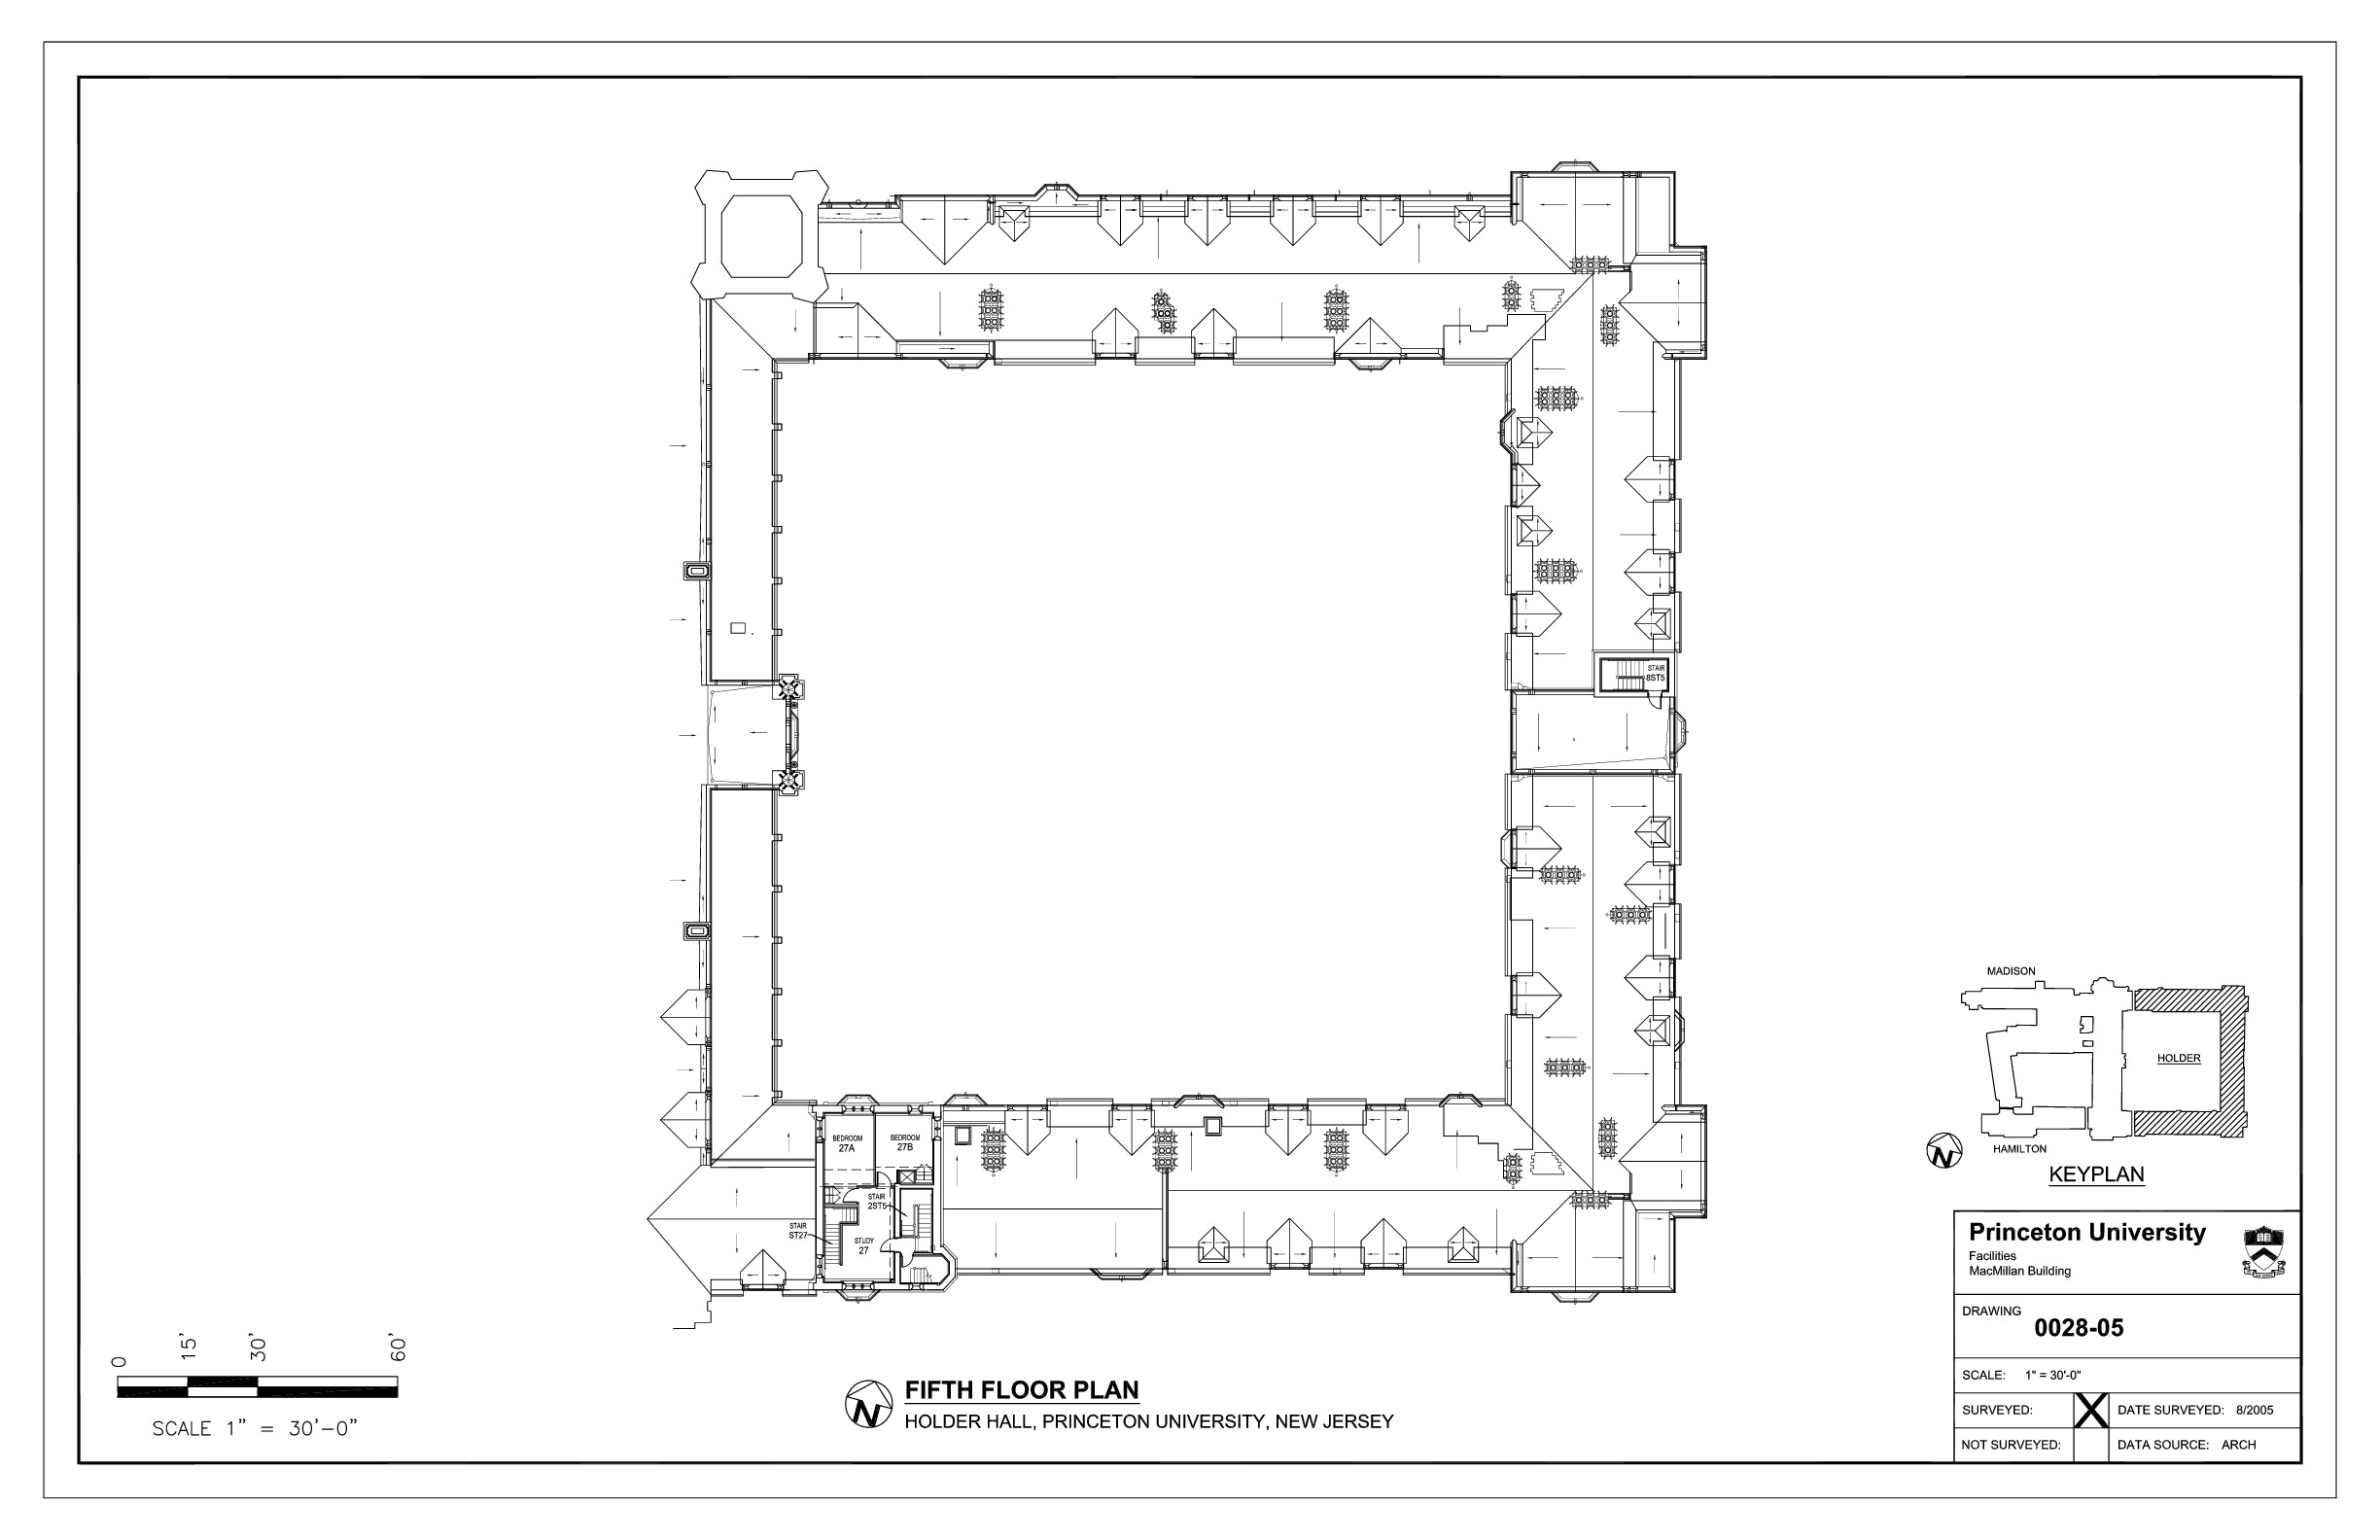 STAIR
8ST5
BEDROOM
27A
BEDROOM
27B
STAIR
2ST5
STAIR
ST27
STUDY
27
MADISON
HOLDER
HAMILTON
N
KEYPLAN
Princeton University
Facilities
MacMillan Building
DRAWING
0028-05
SCALE: 1" = 30'-0"
SURVEYED: X DATE SURVEYED: 8/2005
NOT SURVEYED: DATA SOURCE: ARCH
0 15' 30' 60'
SCALE 1" = 30'-0"
N
FIFTH FLOOR PLAN
HOLDER HALL, PRINCETON UNIVERSITY, NEW JERSEY